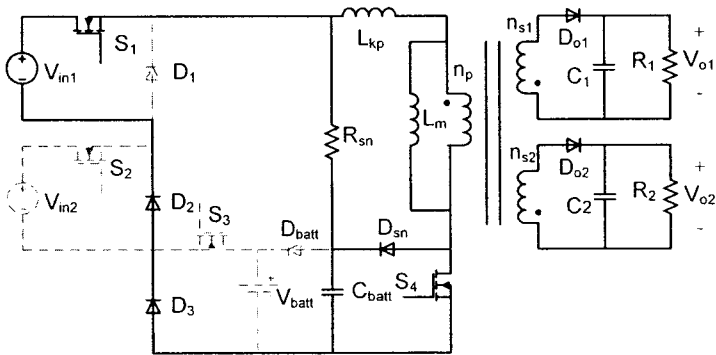 S1
Lkp
ns1
Do1
+
Vin1
+
-
D1
np
C1
R1
Vo1
-
Lm
Rsn
S2
ns2
Do2
+
Vin2
D2
S3
C2
R2
Vo2
-
Dbatt
Dsn
D3
+
Vbatt
Cbatt
S4